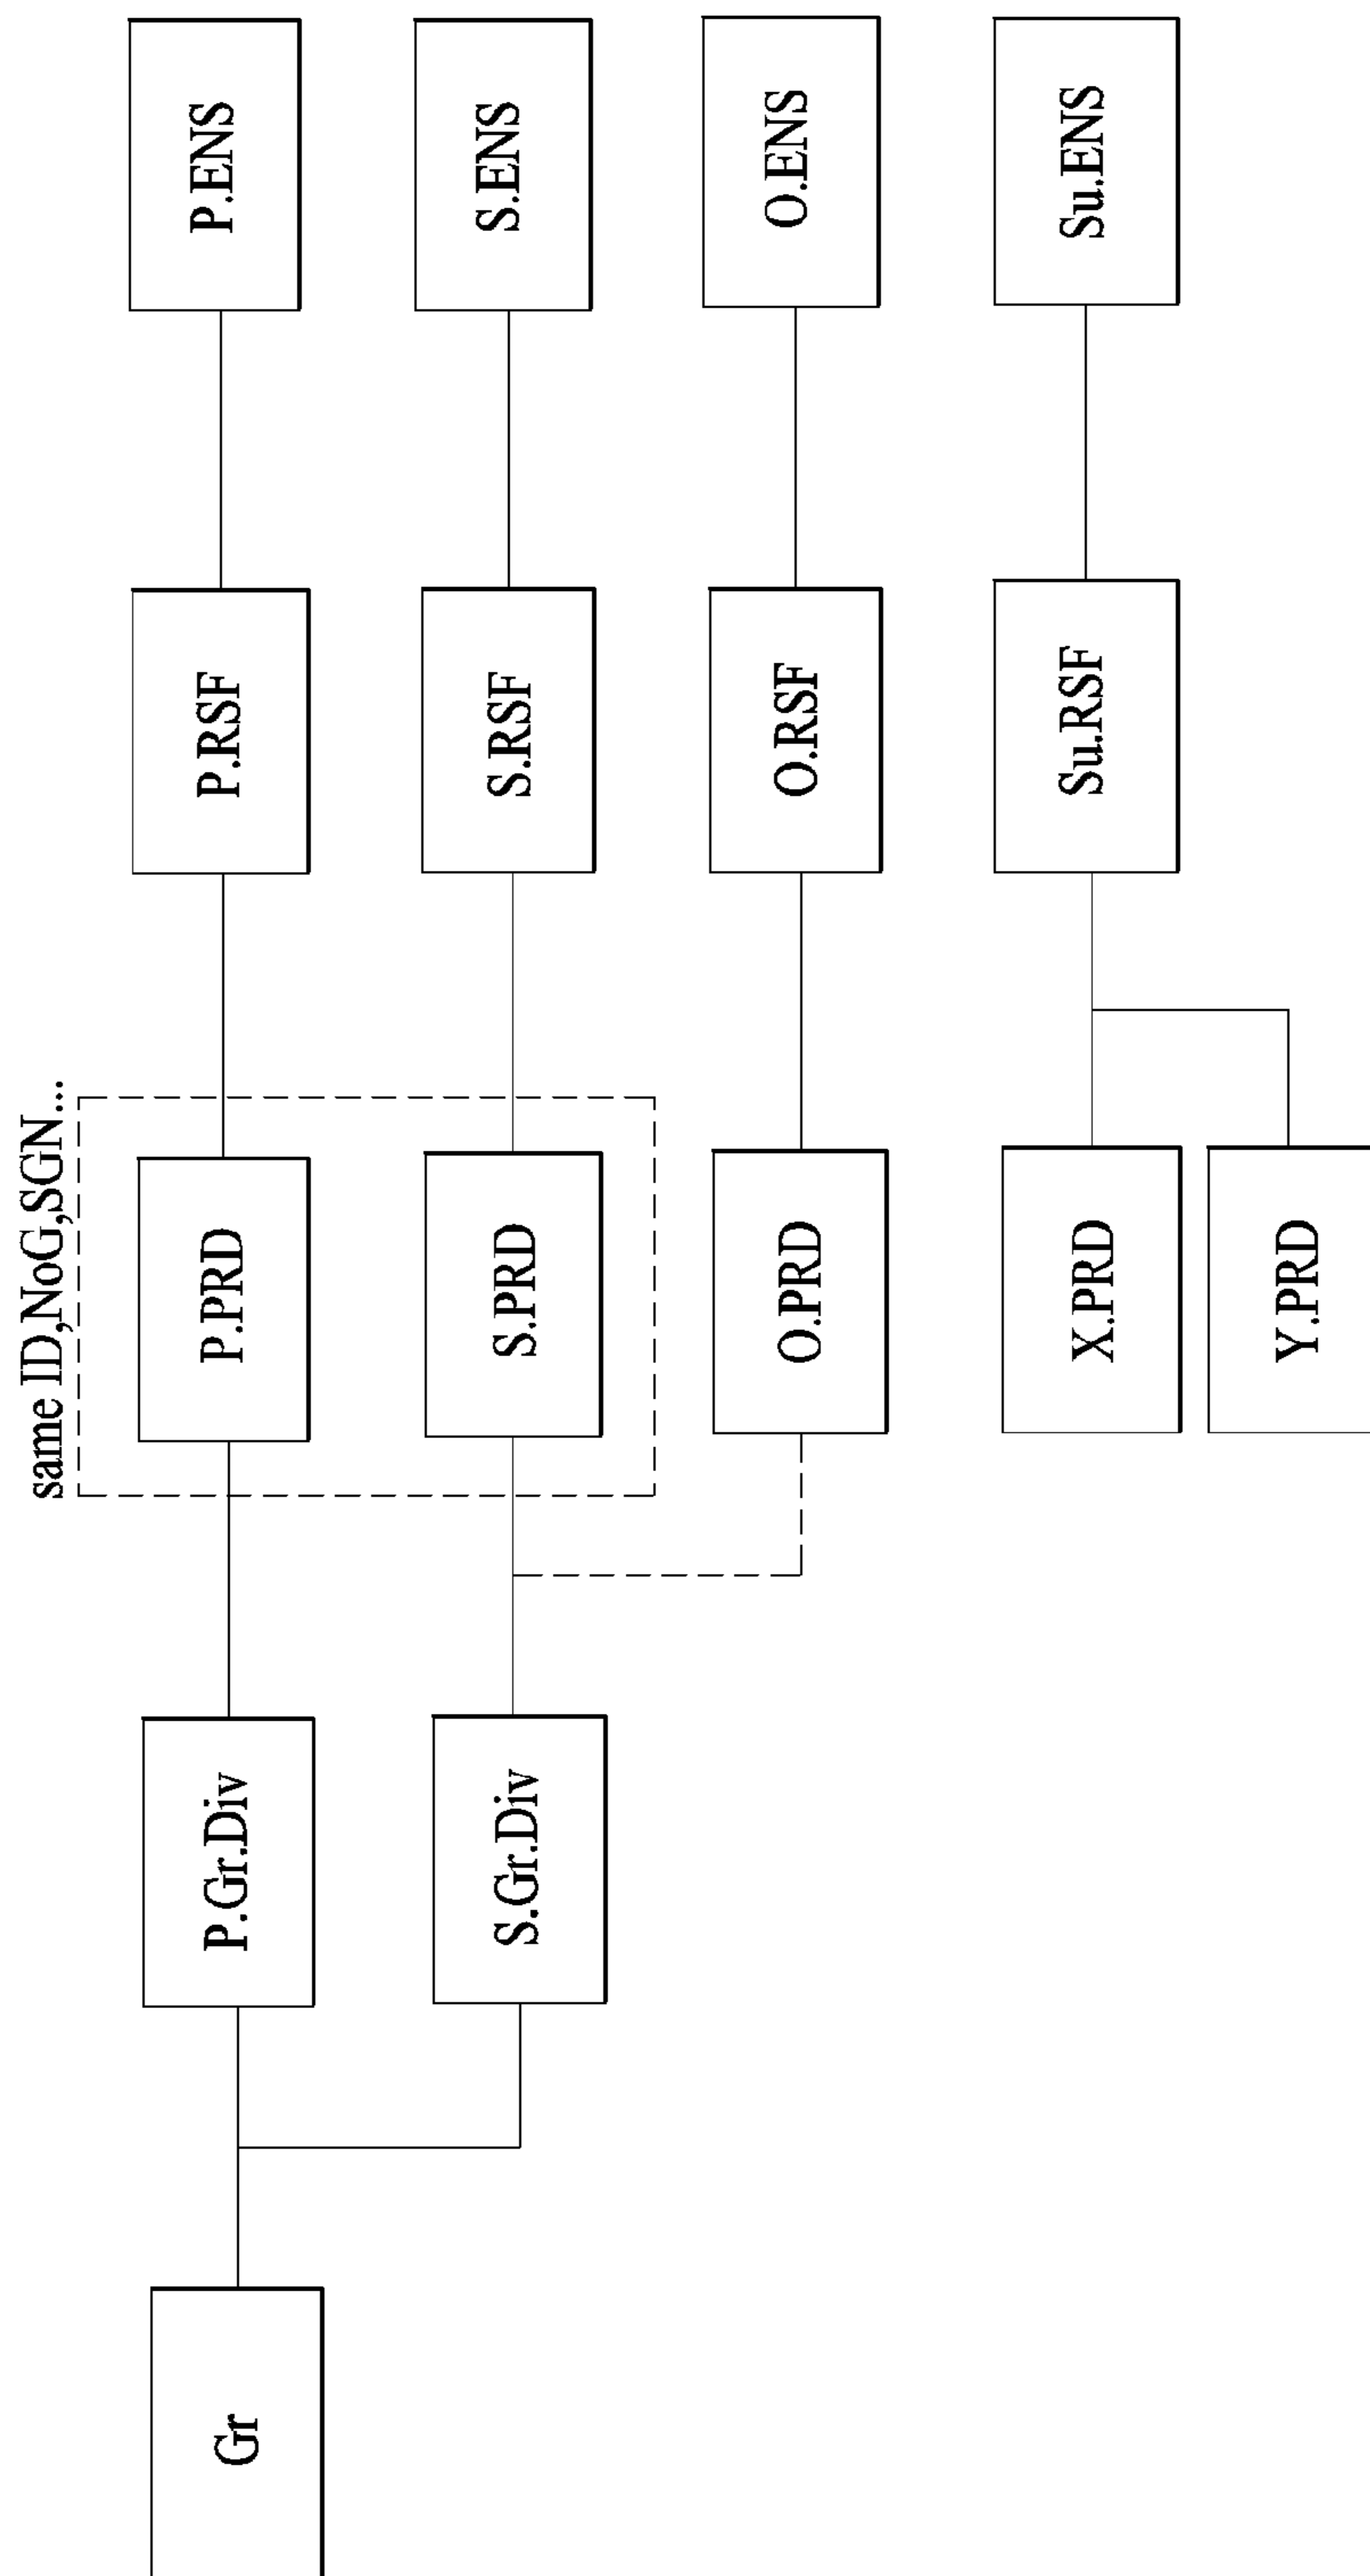 same ID,NoG,SGN...
Gr
P.Gr.Div
P.PRD
P.RSF
P.ENS
S.Gr.Div
S.PRD
S.RSF
S.ENS
O.PRD
O.RSF
O.ENS
X.PRD
Su.RSF
Su.ENS
Y.PRD